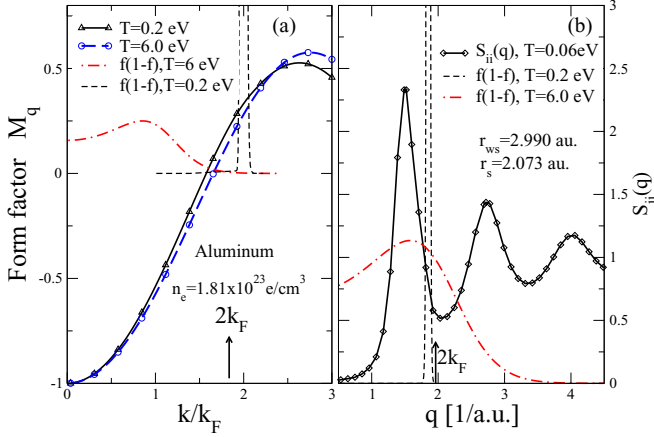 (a)
T=0.2 eV
T=6.0 eV
f(1-f),T=6 eV
f(1-f),T=0.2 eV
0.5
0
-0.5
-1
Form factor M_q
Aluminum
n_e=1.81x10^23 e/cm^3
2k_F
0 1 2 3
k/k_F
(b)
S_ii(q), T=0.06eV
f(1-f), T=0.2 eV
f(1-f), T=6.0 eV
r_ws=2.990 au.
r_s=2.073 au.
2k_F
3
2.5
2
1.5
1
0.5
0
S_ii(q)
1 2 3 4
q [1/a.u.]